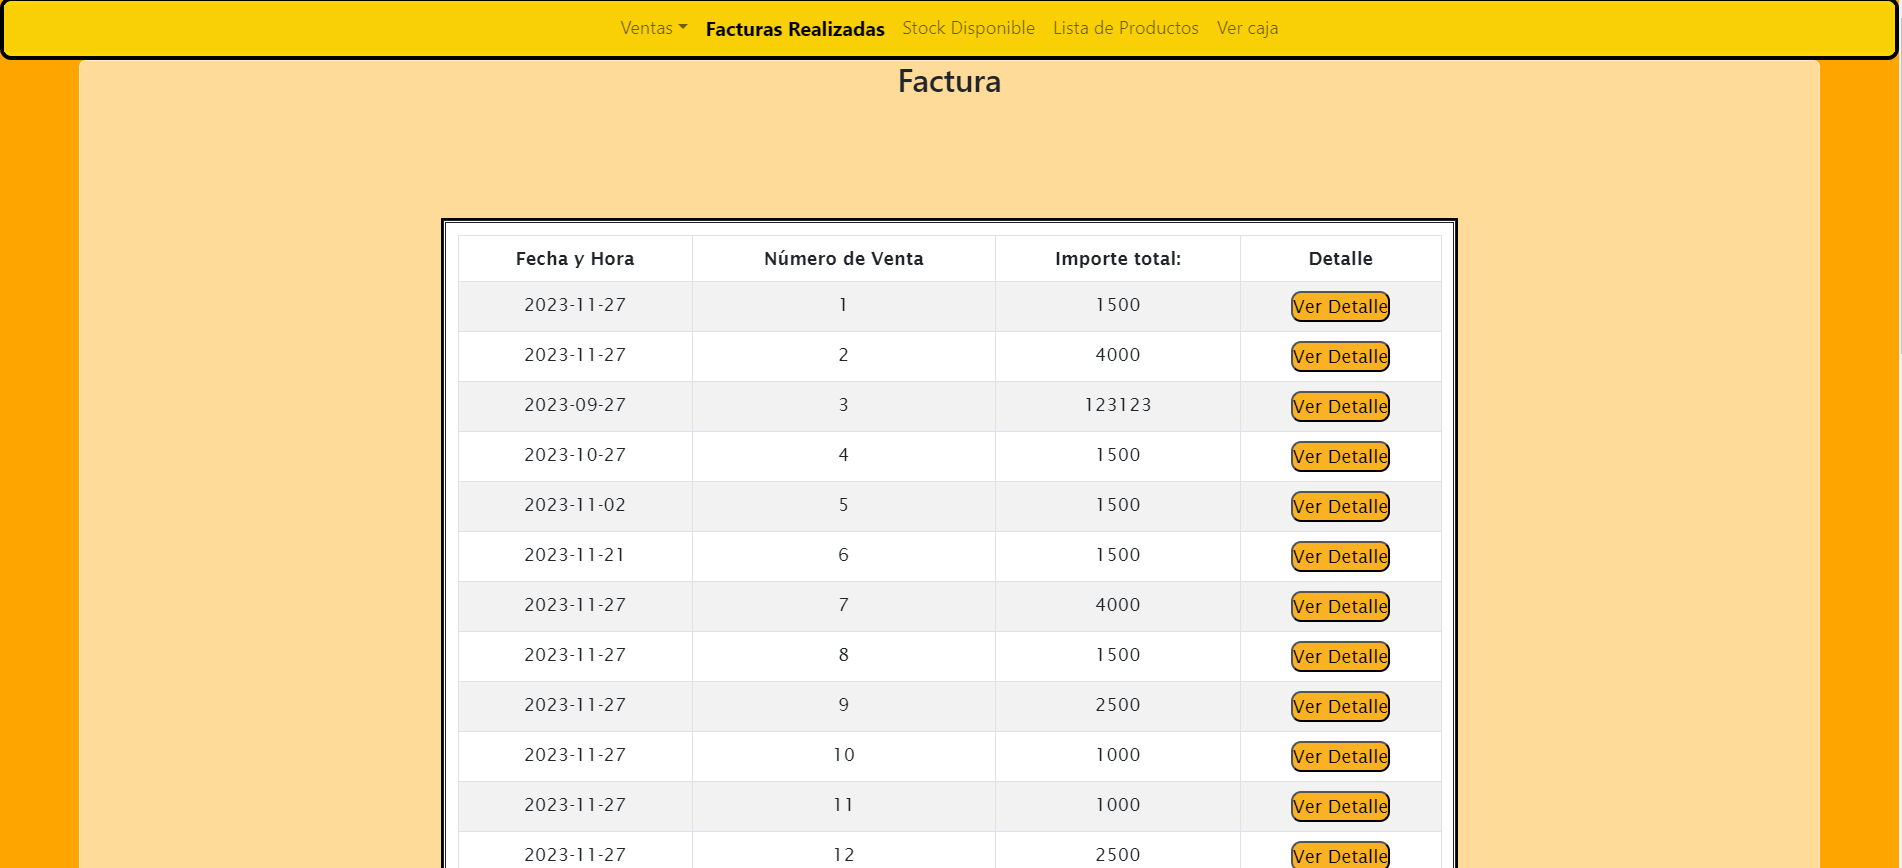 Ventas Facturas Realizadas Stock Disponible Lista de Productos Ver caja
Factura
Fecha y Hora Número de Venta Importe total: Detalle
2023-11-27 1 1500 Ver Detalle
2023-11-27 2 4000 Ver Detalle
2023-09-27 3 123123 Ver Detalle
2023-10-27 4 1500 Ver Detalle
2023-11-02 5 1500 Ver Detalle
2023-11-21 6 1500 Ver Detalle
2023-11-27 7 4000 Ver Detalle
2023-11-27 8 1500 Ver Detalle
2023-11-27 9 2500 Ver Detalle
2023-11-27 10 1000 Ver Detalle
2023-11-27 11 1000 Ver Detalle
2023-11-27 12 2500 Ver Detalle